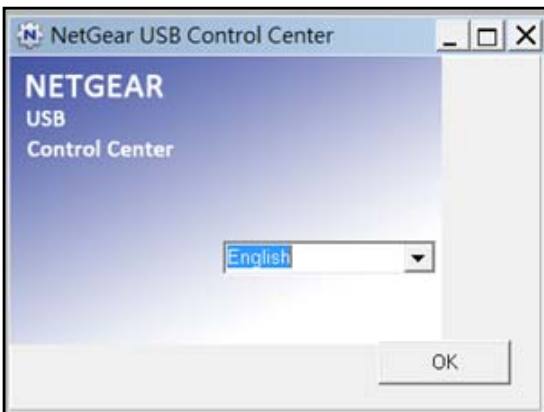 NetGear USB Control Center
NETGEAR
USB
Control Center
English
OK